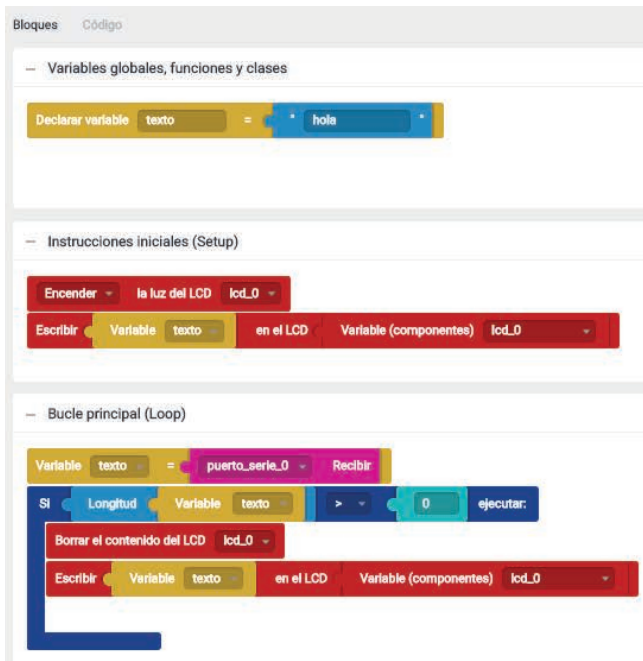 Bloques Código
— Variables globales, funciones y clases
Declarar variable texto = " hola "
— Instrucciones iniciales (Setup)
Encender la luz del LCD lcd_0
Escribir Variable texto en el LCD Variable (componentes) lcd_0
— Bucle principal (Loop)
Variable texto = puerto_serie_0 Recibir
Si Longitud Variable texto > 0 ejecutar:
Borrar el contenido del LCD lcd_0
Escribir Variable texto en el LCD Variable (componentes) lcd_0